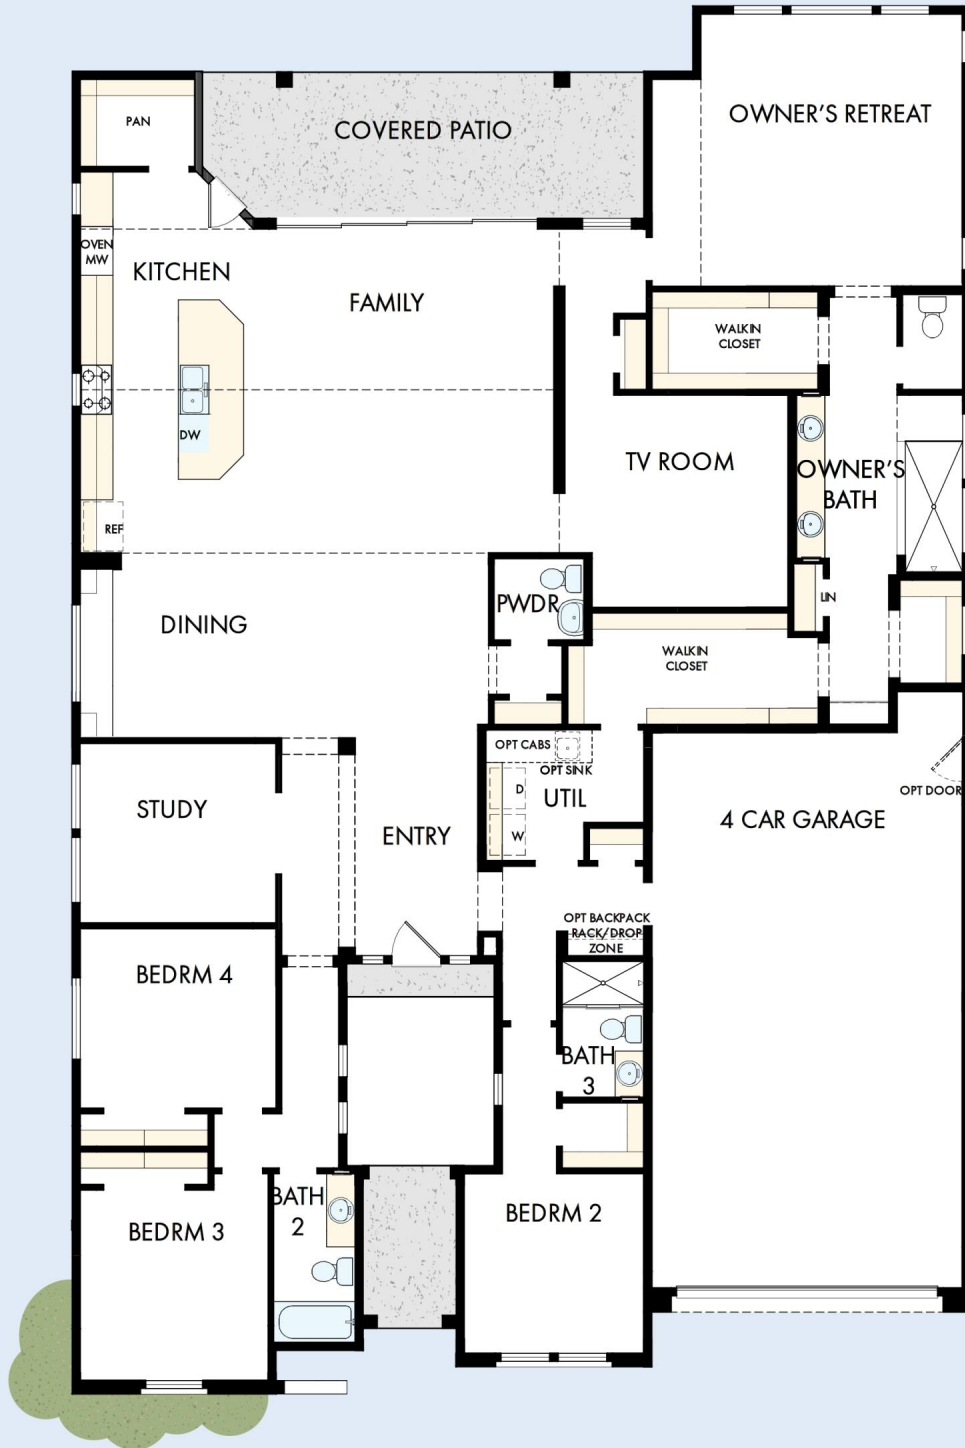 OWNER'S RETREAT
PAN
COVERED PATIO
OVEN
MW
KITCHEN
FAMILY
WALKIN
CLOSET
DW
TV ROOM
OWNER'S
BATH
REF
LIN
PWDR
DINING
WALKIN
CLOSET
OPT CABS
OPT SINK
D
UTIL
W
OPT DOOR
STUDY
ENTRY
4 CAR GARAGE
OPT BACKPACK
RACK/DROP
ZONE
BEDRM 4
BATH
3
BATH
2
BEDRM 2
BEDRM 3